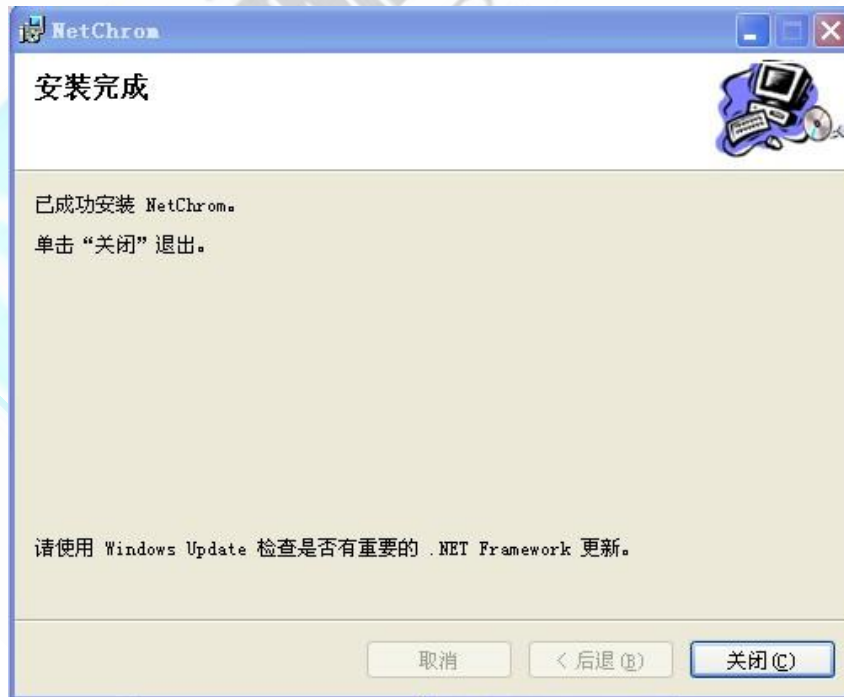 NetChrom
安装完成
已成功安装 NetChrom。
单击“关闭”退出。
请使用 Windows Update 检查是否有重要的 .NET Framework 更新。
取消
< 后退(B)
关闭(C)